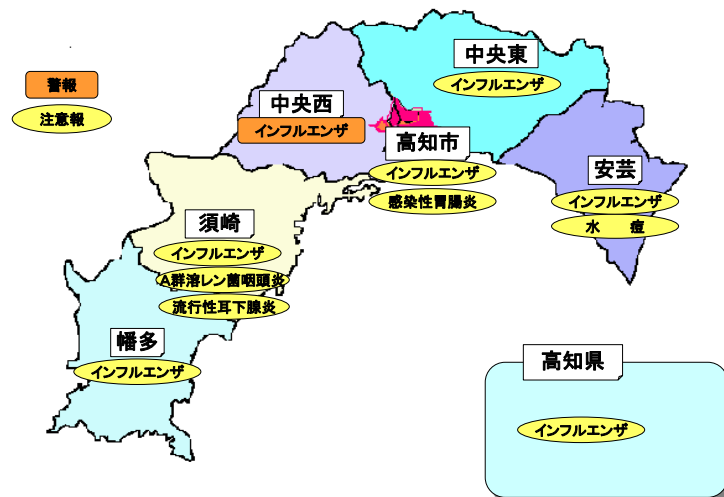 警報
注意報
中央東
インフルエンザ
中央西
インフルエンザ
高知市
インフルエンザ
感染性胃腸炎
安芸
インフルエンザ
水 痘
須崎
インフルエンザ
A群溶レン菌咽頭炎
流行性耳下腺炎
幡多
インフルエンザ
高知県
インフルエンザ